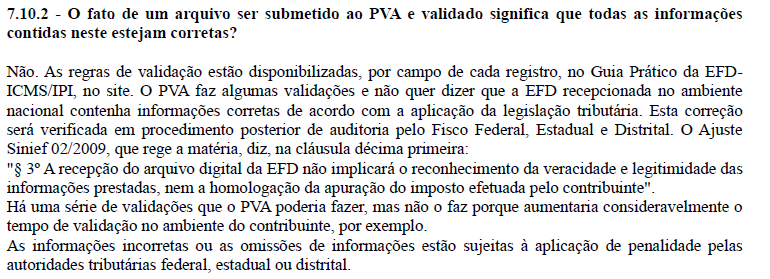 7.10.2 - O fato de um arquivo ser submetido ao PVA e validado significa que todas as informações
contidas neste estejam corretas?
Não. As regras de validação estão disponibilizadas, por campo de cada registro, no Guia Prático da EFD-
ICMS/IPI, no site. O PVA faz algumas validações e não quer dizer que a EFD recepcionada no ambiente
nacional contenha informações corretas de acordo com a aplicação da legislação tributária. Esta correção
será verificada em procedimento posterior de auditoria pelo Fisco Federal, Estadual e Distrital. O Ajuste
Sinief 02/2009, que rege a matéria, diz, na cláusula décima primeira:
"§ 3º A recepção do arquivo digital da EFD não implicará o reconhecimento da veracidade e legitimidade das
informações prestadas, nem a homologação da apuração do imposto efetuada pelo contribuinte".
Há uma série de validações que o PVA poderia fazer, mas não o faz porque aumentaria consideravelmente o
tempo de validação no ambiente do contribuinte, por exemplo.
As informações incorretas ou as omissões de informações estão sujeitas à aplicação de penalidade pelas
autoridades tributárias federal, estadual ou distrital.